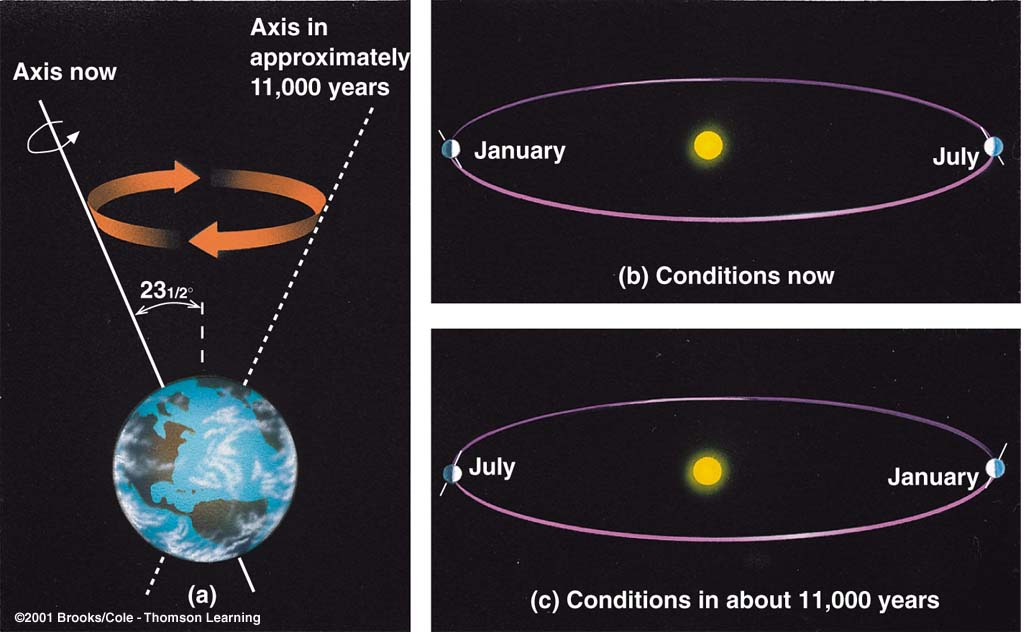 Axis now
Axis in
approximately
11,000 years
23 1/2°
(a)
©2001 Brooks/Cole - Thomson Learning
January
July
(b) Conditions now
July
January
(c) Conditions in about 11,000 years